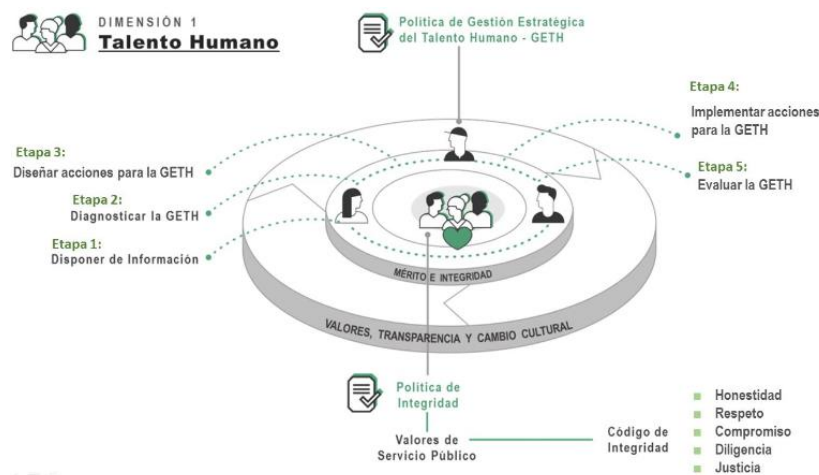 DIMENSIÓN 1
Talento Humano
Política de Gestión Estratégica
del Talento Humano - GETH
Etapa 4:
Implementar acciones
para la GETH
Etapa 3:
Diseñar acciones para la GETH
Etapa 5:
Evaluar la GETH
Etapa 2:
Diagnosticar la GETH
Etapa 1:
Disponer de Información
MÉRITO E INTEGRIDAD
VALORES, TRANSPARENCIA Y CAMBIO CULTURAL
Política de
Integridad
Valores de
Servicio Público
Código de
Integridad
Honestidad
Respeto
Compromiso
Diligencia
Justicia